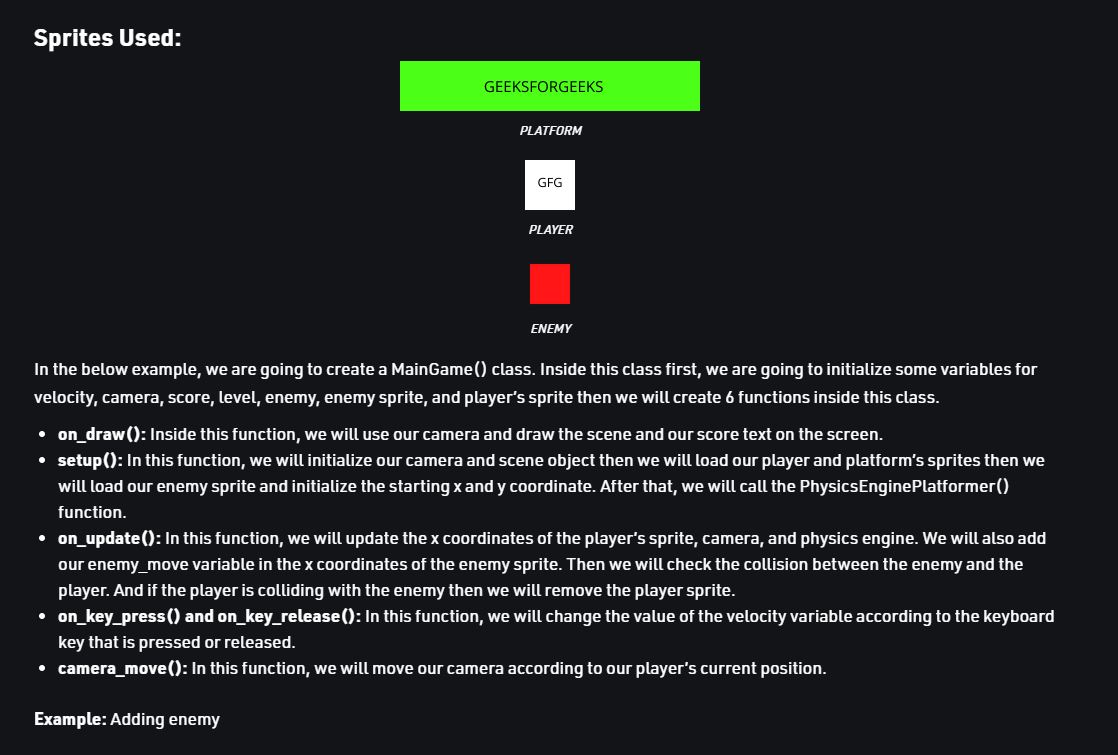 Sprites Used:
GEEKSFORGEEKS
PLATFORM
GFG
PLAYER
ENEMY
In the below example, we are going to create a MainGame() class. Inside this class first, we are going to initialize some variables for
velocity, camera, score, level, enemy, enemy sprite, and player’s sprite then we will create 6 functions inside this class.
• on_draw(): Inside this function, we will use our camera and draw the scene and our score text on the screen.
• setup(): In this function, we will initialize our camera and scene object then we will load our player and platform’s sprites then we
will load our enemy sprite and initialize the starting x and y coordinate. After that, we will call the PhysicsEnginePlatformer()
function.
• on_update(): In this function, we will update the x coordinates of the player’s sprite, camera, and physics engine. We will also add
our enemy_move variable in the x coordinates of the enemy sprite. Then we will check the collision between the enemy and the
player. And if the player is colliding with the enemy then we will remove the player sprite.
• on_key_press() and on_key_release(): In this function, we will change the value of the velocity variable according to the keyboard
key that is pressed or released.
• camera_move(): In this function, we will move our camera according to our player’s current position.
Example: Adding enemy